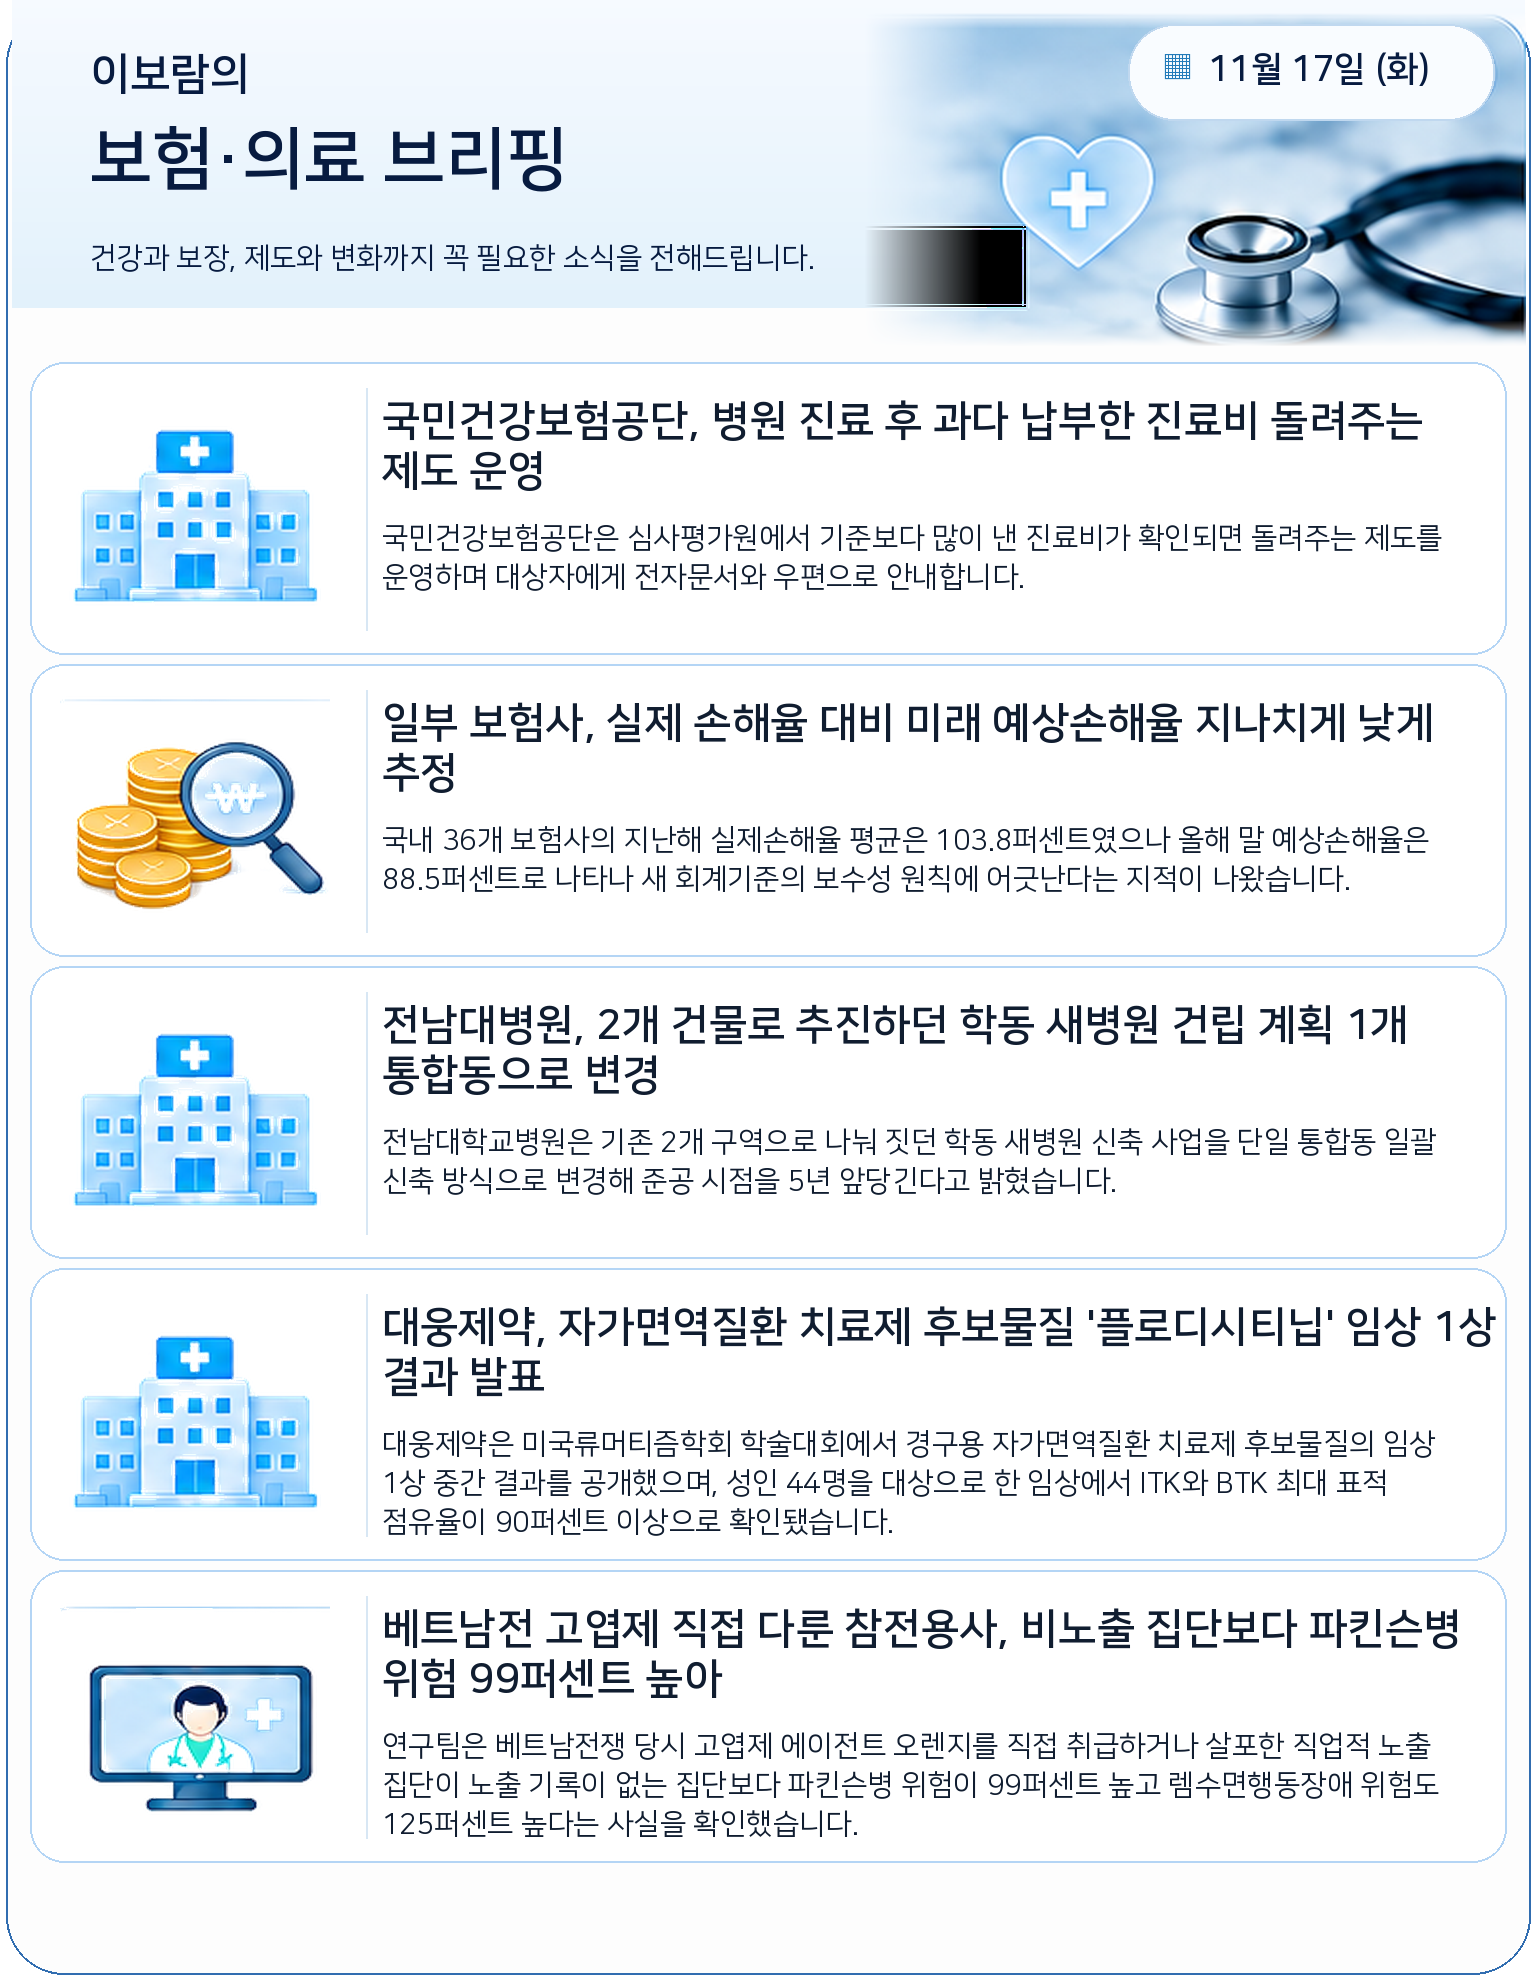 이보람의
11월 17일 (화)
보험·의료 브리핑
건강과 보장, 제도와 변화까지 꼭 필요한 소식을 전해드립니다.
국민건강보험공단, 병원 진료 후 과다 납부한 진료비 돌려주는
제도 운영
국민건강보험공단은 심사평가원에서 기준보다 많이 낸 진료비가 확인되면 돌려주는 제도를
운영하며 대상자에게 전자문서와 우편으로 안내합니다.
일부 보험사, 실제 손해율 대비 미래 예상손해율 지나치게 낮게
추정
국내 36개 보험사의 지난해 실제손해율 평균은 103.8퍼센트였으나 올해 말 예상손해율은
88.5퍼센트로 나타나 새 회계기준의 보수성 원칙에 어긋난다는 지적이 나왔습니다.
₩
전남대병원, 2개 건물로 추진하던 학동 새병원 건립 계획 1개
통합동으로 변경
전남대학교병원은 기존 2개 구역으로 나눠 짓던 학동 새병원 신축 사업을 단일 통합동 일괄
신축 방식으로 변경해 준공 시점을 5년 앞당긴다고 밝혔습니다.
대웅제약, 자가면역질환 치료제 후보물질 '플로디시티닙' 임상 1상
결과 발표
대웅제약은 미국류머티즘학회 학술대회에서 경구용 자가면역질환 치료제 후보물질의 임상
1상 중간 결과를 공개했으며, 성인 44명을 대상으로 한 임상에서 ITK와 BTK 최대 표적
점유율이 90퍼센트 이상으로 확인됐습니다.
베트남전 고엽제 직접 다룬 참전용사, 비노출 집단보다 파킨슨병
위험 99퍼센트 높아
연구팀은 베트남전쟁 당시 고엽제 에이전트 오렌지를 직접 취급하거나 살포한 직업적 노출
집단이 노출 기록이 없는 집단보다 파킨슨병 위험이 99퍼센트 높고 렘수면행동장애 위험도
125퍼센트 높다는 사실을 확인했습니다.